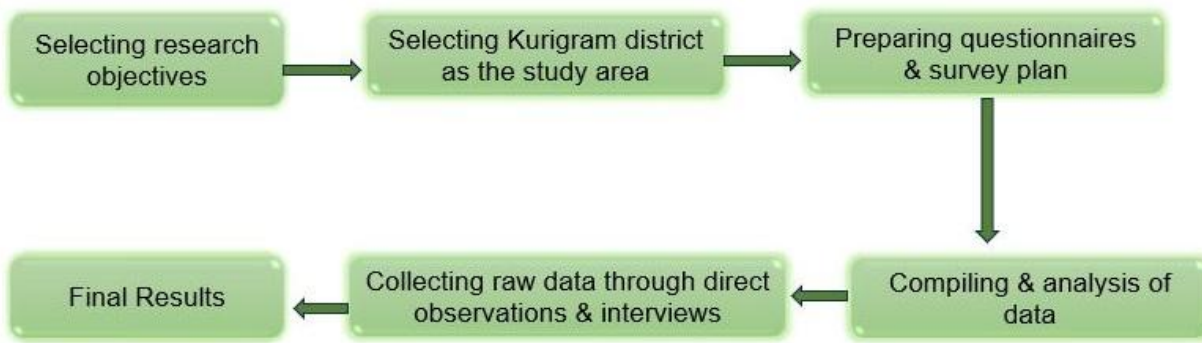 Selecting research
objectives
Selecting Kurigram district
as the study area
Preparing questionnaires
& survey plan
Compiling & analysis of
data
Collecting raw data through direct
observations & interviews
Final Results